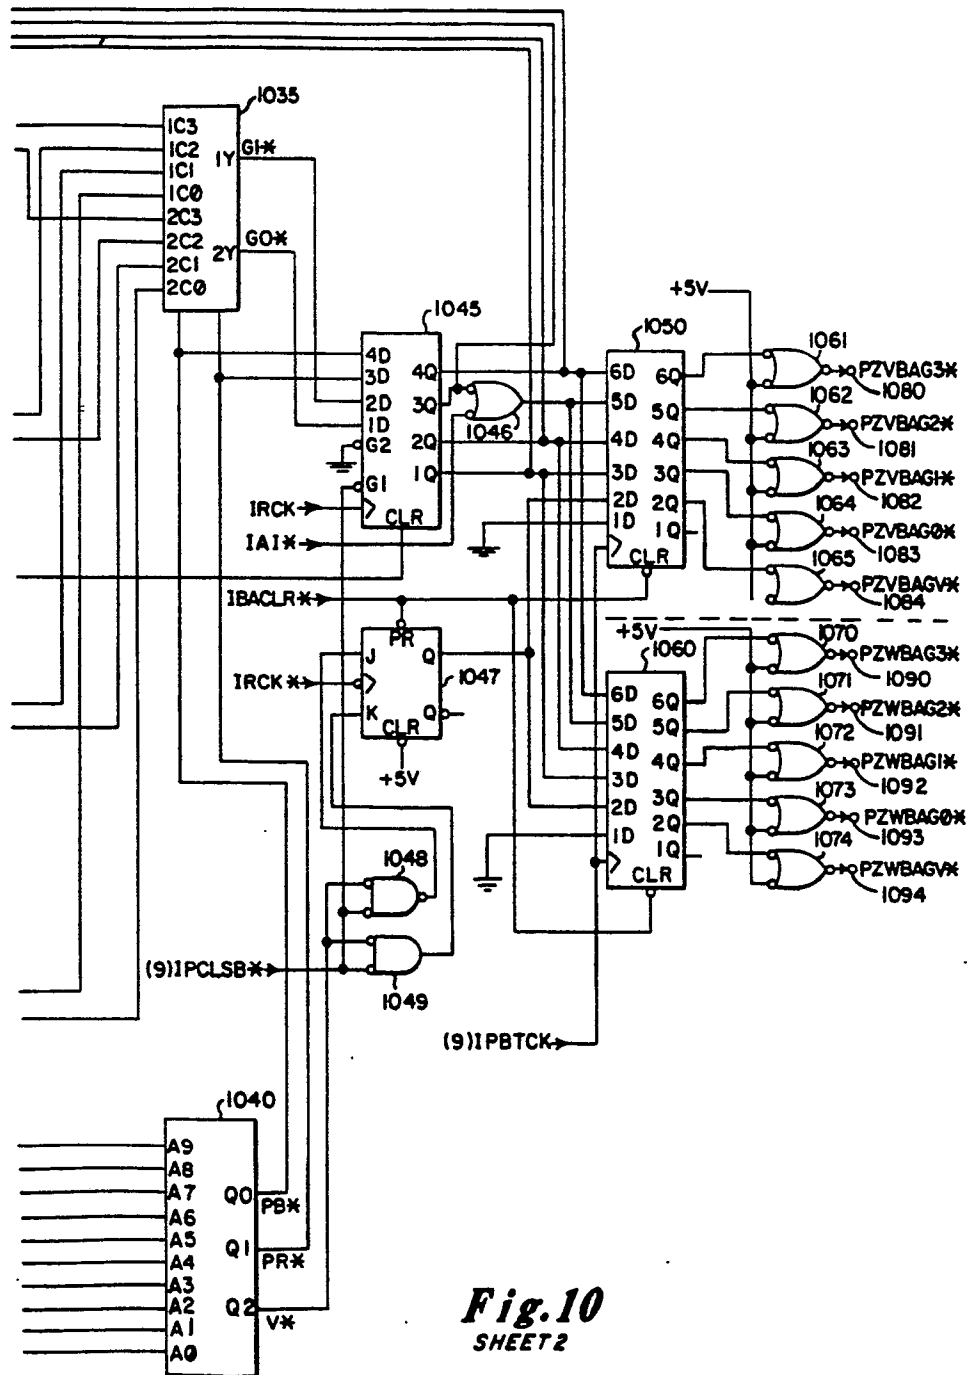 1035
1C3
1C2
1C1
1C0
2C3
2C2
2C1
2C0
1Y
G1*
2Y
G0*
1045
4D
3D
2D
1D
G2
G1
4Q
3Q
2Q
1Q
CLR
1046
IRCK
IA1*
IBACLR*
+5V
1050
6D
5D
4D
3D
2D
1D
6Q
5Q
4Q
3Q
2Q
1Q
CLR
1061
PZVBAG3*
1080
1062
PZVBAG2*
1081
1063
PZVBAG1*
1082
1064
PZVBAG0*
1083
1065
PZVBAGV*
1084
PR
J
K
Q
Q
CLR
1047
IRCK*
+5V
+5V
1060
6D
5D
4D
3D
2D
1D
6Q
5Q
4Q
3Q
2Q
1Q
CLR
1070
PZWBAG3*
1090
1071
PZWBAG2*
1091
1072
PZWBAG1*
1092
1073
PZWBAG0*
1093
1074
PZWBAGV*
1094
1048
(9)IPCLSB*
1049
(9)IPBTCK
1040
A9
A8
A7
A6
A5
A4
A3
A2
A1
A0
Q0
PB*
Q1
PR*
Q2
V*
Fig.10
SHEET 2